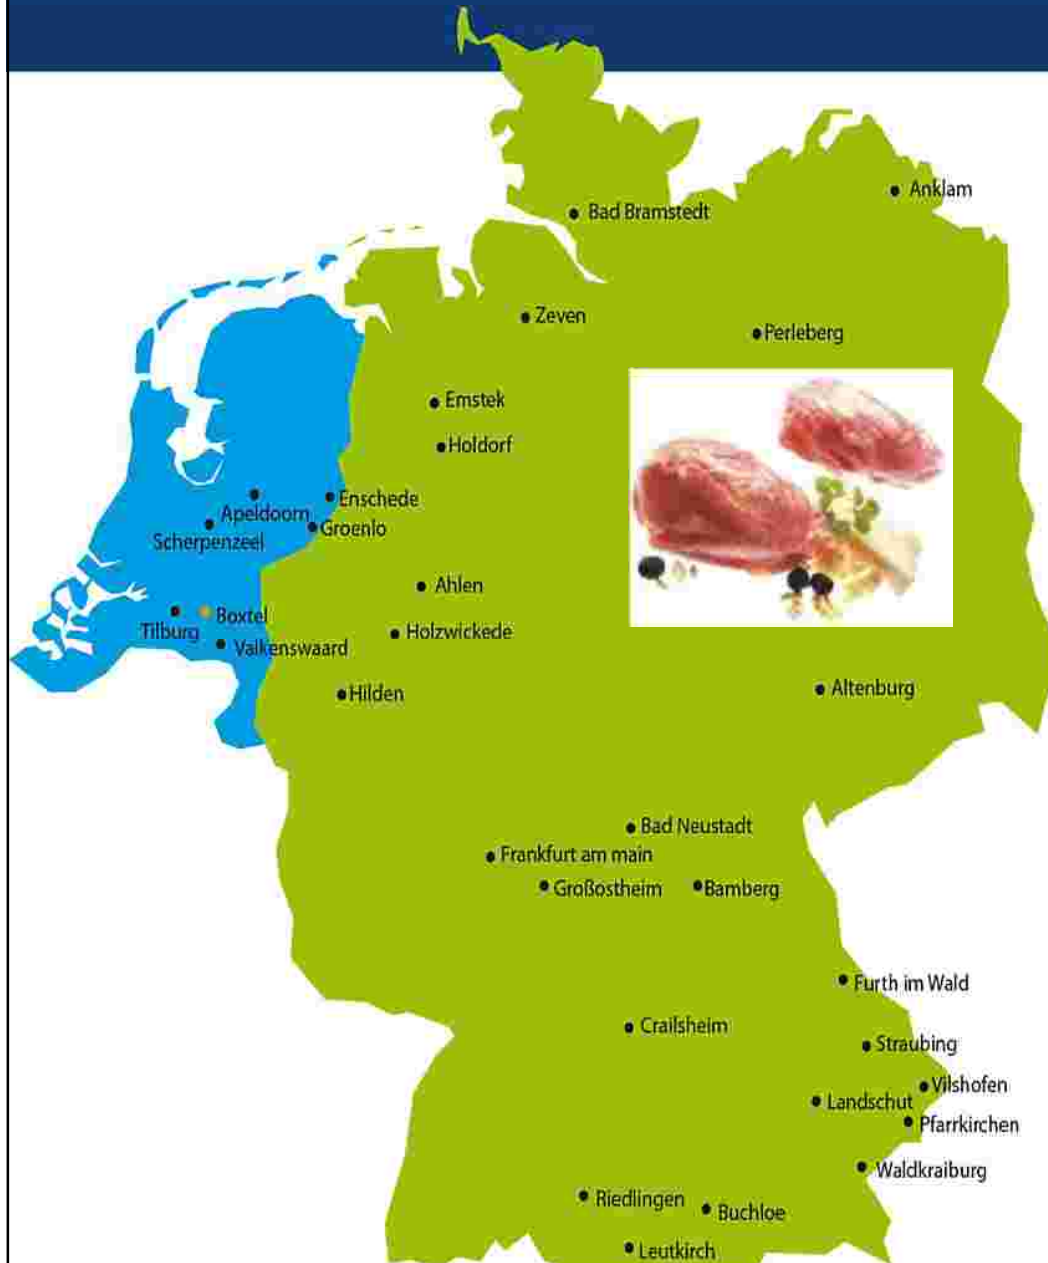 Anklam
Bad Bramstedt
Zeven
Perleberg
Emstek
Holdorf
Enschede
Apeldoorn
Groenlo
Scherpenzeel
Ahlen
Boxtel
Tilburg
Holzwickede
Valkenswaard
Hilden
Altenburg
Bad Neustadt
Frankfurt am main
Großostheim
Bamberg
Furth im Wald
Crailsheim
Straubing
Vilshofen
Landschut
Pfarrkirchen
Waldkraiburg
Riedlingen
Buchloe
Leutkirch